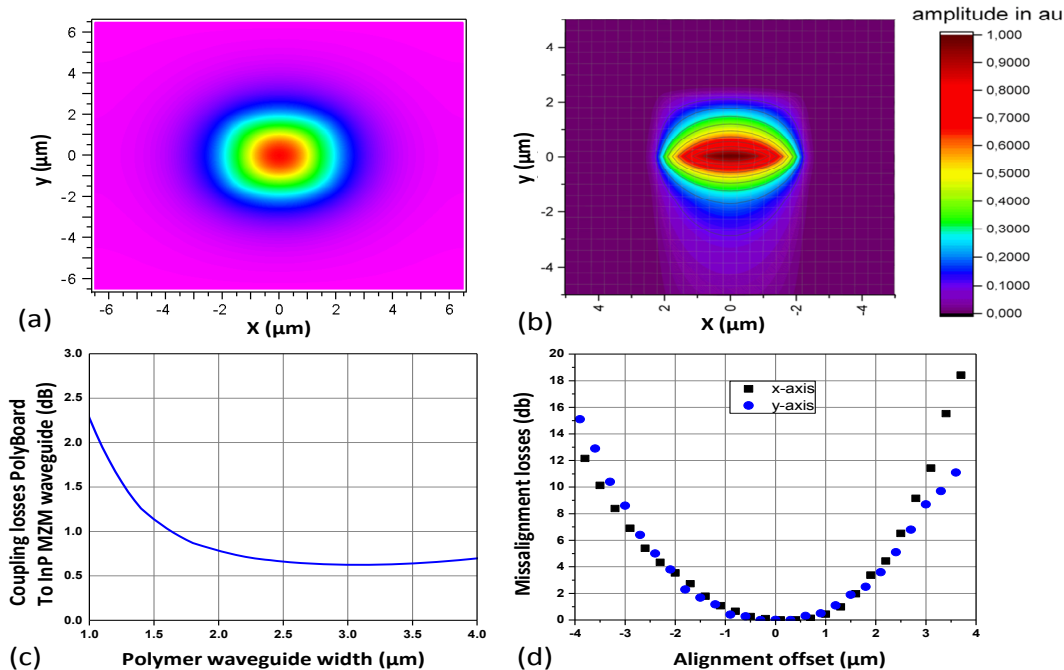 amplitude in au
6
4
2
0
-2
-4
-6
y (µm)
-6 -4 -2 0 2 4 6
X (µm)
(a)
4
2
0
-2
-4
y (µm)
4 2 0 -2 -4
X (µm)
(b)
1,000
0,9000
0,8000
0,7000
0,6000
0,5000
0,4000
0,3000
0,2000
0,1000
0,000
3.0
2.5
2.0
1.5
1.0
0.5
0.0
Coupling losses PolyBoard
To InP MZM waveguide (dB)
1.0 1.5 2.0 2.5 3.0 3.5 4.0
Polymer waveguide width (µm)
(c)
20
18
16
14
12
10
8
6
4
2
0
Missalignment losses (db)
x-axis
y-axis
-4 -3 -2 -1 0 1 2 3 4
Alignment offset (µm)
(d)